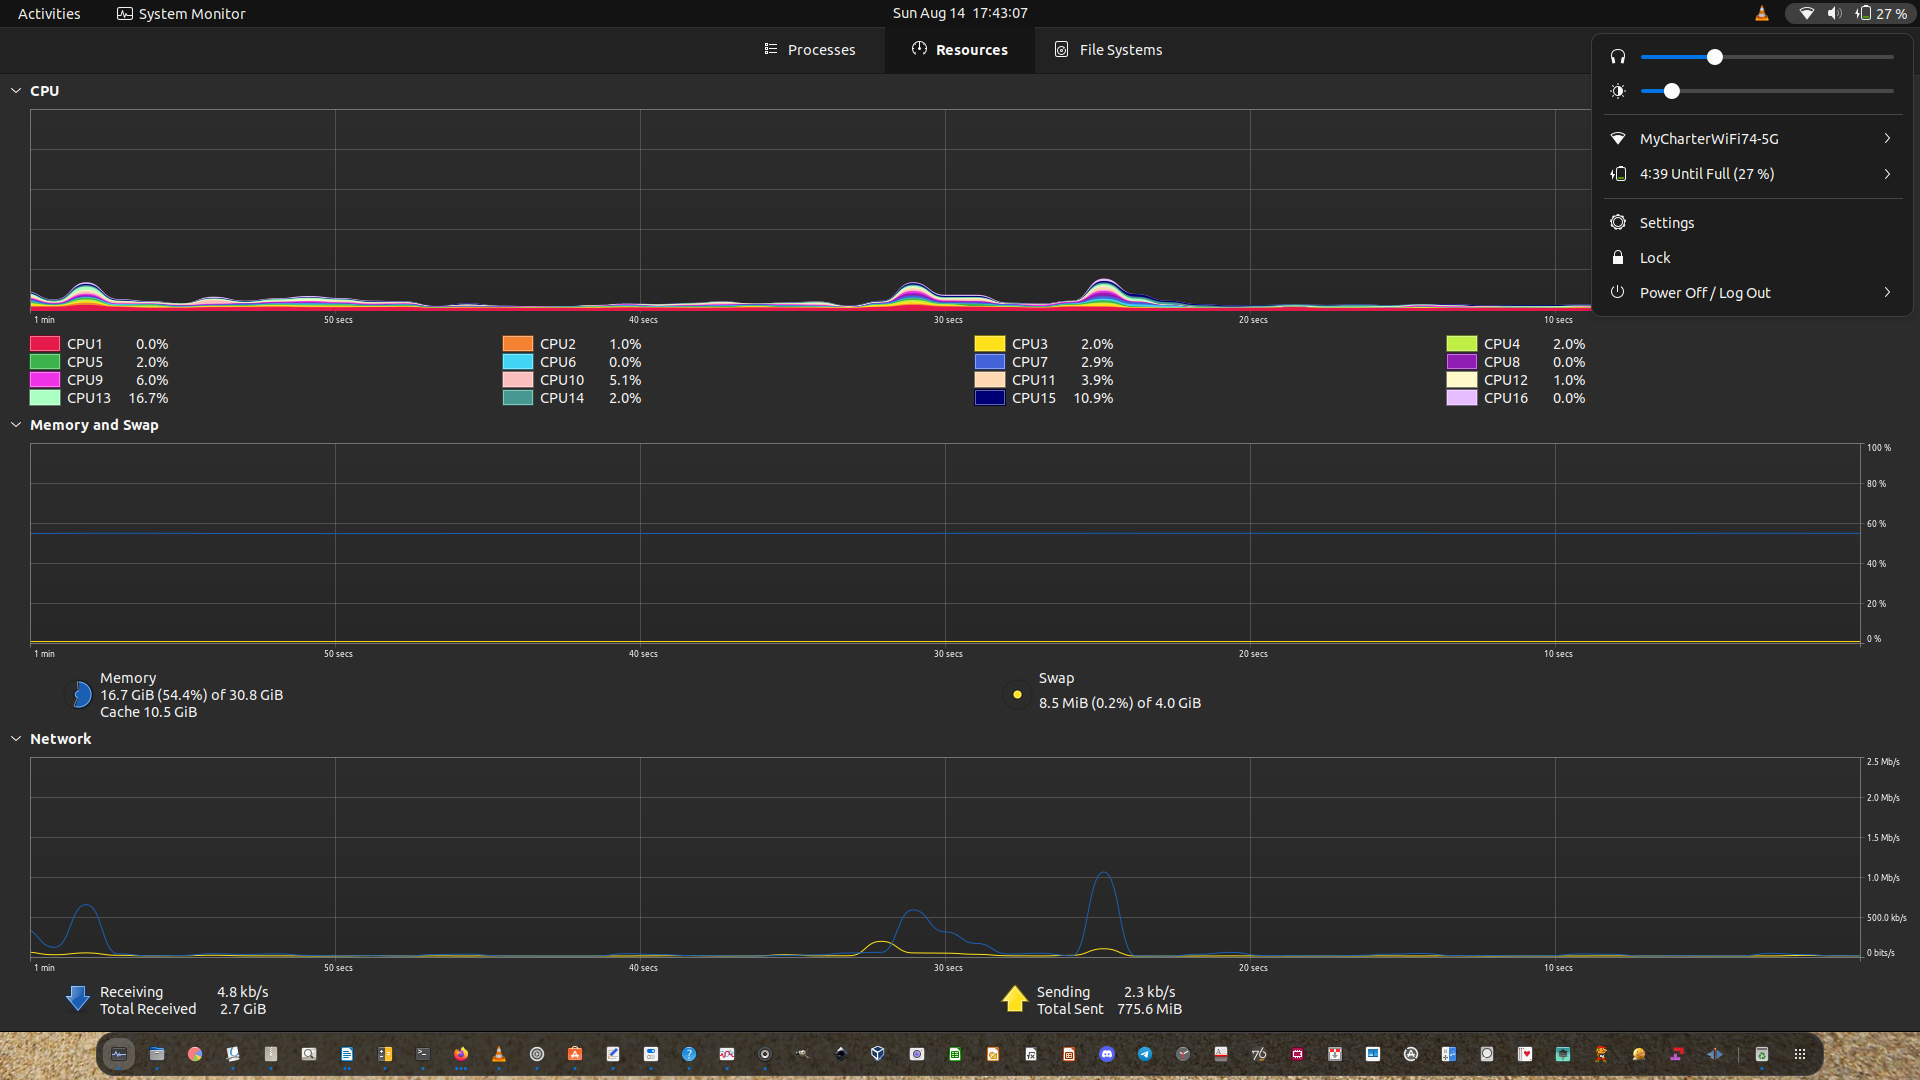 Activities
System Monitor
Sun Aug 14 17:43:07
27 %
Processes
Resources
File Systems
MyCharterWiFi74-5G
4:39 Until Full (27 %)
Settings
Lock
Power Off / Log Out
CPU
1 min 50 secs 40 secs 30 secs 20 secs 10 secs
CPU1 0.0% CPU2 1.0% CPU3 2.0% CPU4 2.0%
CPU5 2.0% CPU6 0.0% CPU7 2.9% CPU8 0.0%
CPU9 6.0% CPU10 5.1% CPU11 3.9% CPU12 1.0%
CPU13 16.7% CPU14 2.0% CPU15 10.9% CPU16 0.0%
Memory and Swap
100 %
80 %
60 %
40 %
20 %
0 %
1 min 50 secs 40 secs 30 secs 20 secs 10 secs
Memory
16.7 GiB (54.4%) of 30.8 GiB
Cache 10.5 GiB
Swap
8.5 MiB (0.2%) of 4.0 GiB
Network
2.5 Mb/s
2.0 Mb/s
1.5 Mb/s
1.0 Mb/s
500.0 kb/s
0 bits/s
1 min 50 secs 40 secs 30 secs 20 secs 10 secs
Receiving 4.8 kb/s
Total Received 2.7 GiB
Sending 2.3 kb/s
Total Sent 775.6 MiB
76